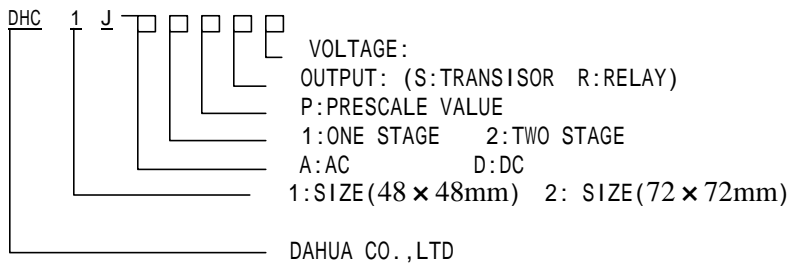 DHC 1 J □ □ □ □ □
VOLTAGE:
OUTPUT: (S:TRANSISOR R:RELAY)
P:PRESCALE VALUE
1:ONE STAGE 2:TWO STAGE
A:AC D:DC
1:SIZE(48×48mm) 2: SIZE(72×72mm)
DAHUA CO.,LTD